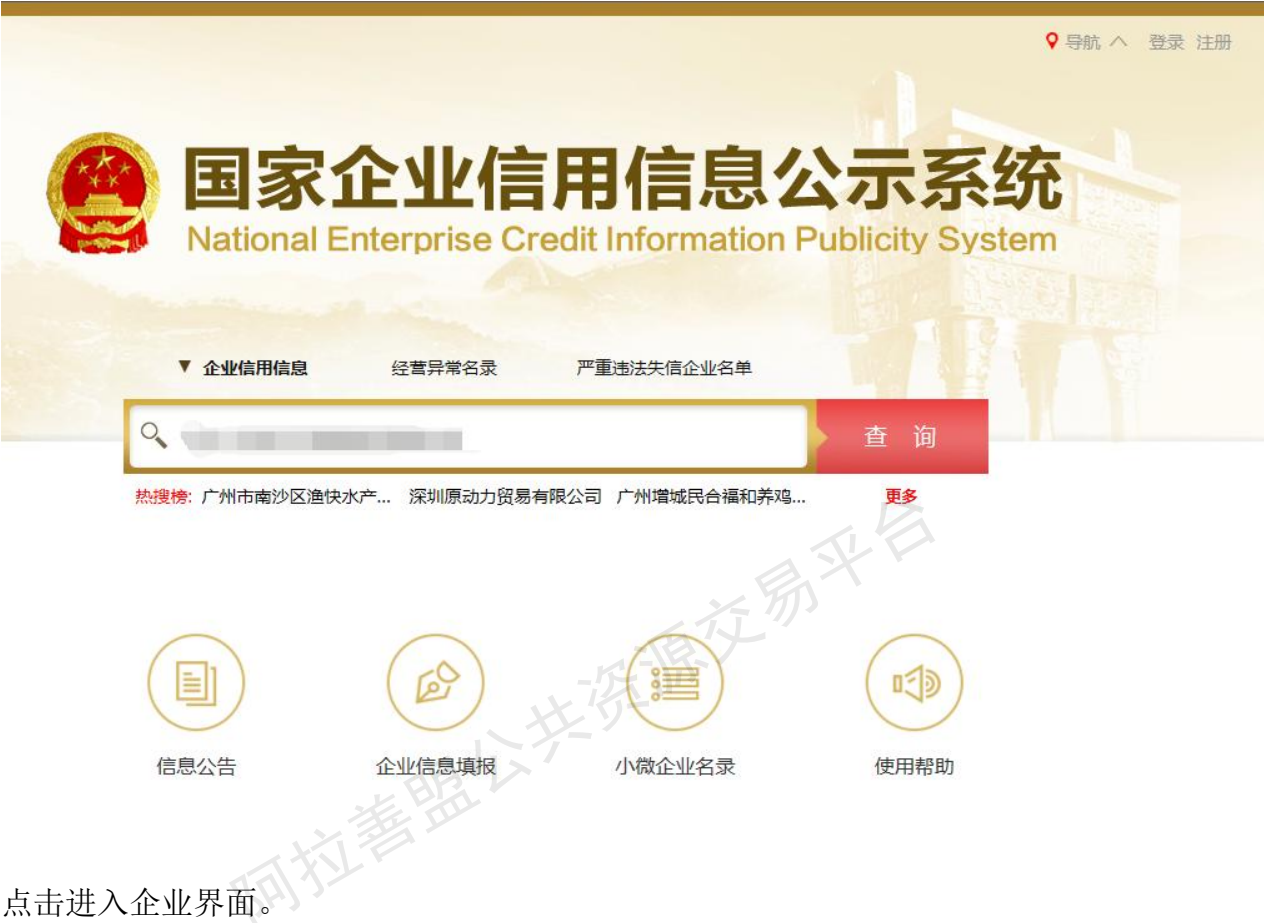 导航 登录 注册
国家企业信用信息公示系统
National Enterprise Credit Information Publicity System
企业信用信息 经营异常名录 严重违法失信企业名单
查 询
热搜榜: 广州市南沙区渔快水产... 深圳原动力贸易有限公司 广州增城民合福和养鸡... 更多
信息公告 企业信息填报 小微企业名录 使用帮助
阿拉善盟公共资源交易平台
点击进入企业界面。